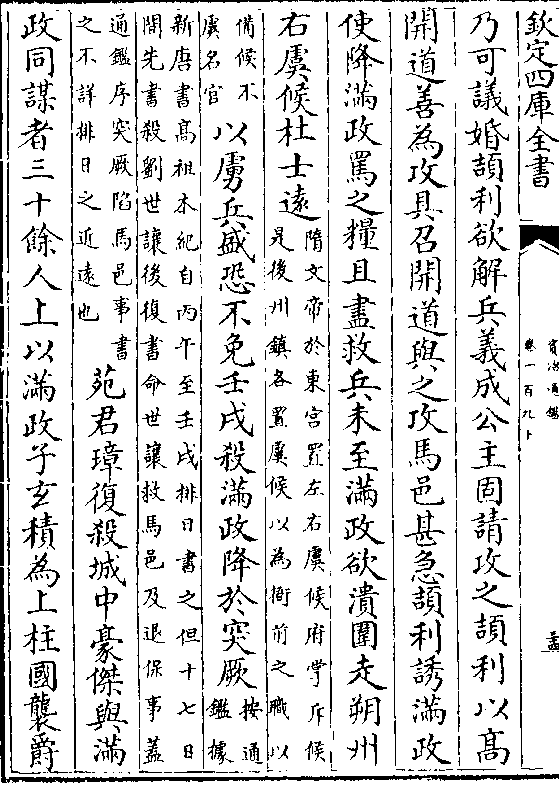 欽定四庫全書
資治通鑑
卷一百九十
乃可議婚頡利欲解兵義成公主固請攻之頡利以髙
開道善為攻具召開道與之攻馬邑甚急頡利誘滿政
使降滿政罵之糧且盡救兵未至滿政欲潰圍走朔州
右虞候杜士逺
隋文帝於東宫置左右虞候府掌斥候
是後州鎮各置虞候以為衙前之職以
備候不
虞名官
以虜兵盛恐不免壬戌殺滿政降於突厥
按通
鑑據
新唐書髙祖本紀自丙午至壬戌排日書之但十七日
間先書殺劉世讓後復書命世讓救馬邑及退保事蓋
通鑑序突厥陷馬邑事書
之不詳排日之近逺也
苑君璋復殺城中豪傑與滿
政同謀者三十餘人上以滿政子玄積為上柱國襲爵